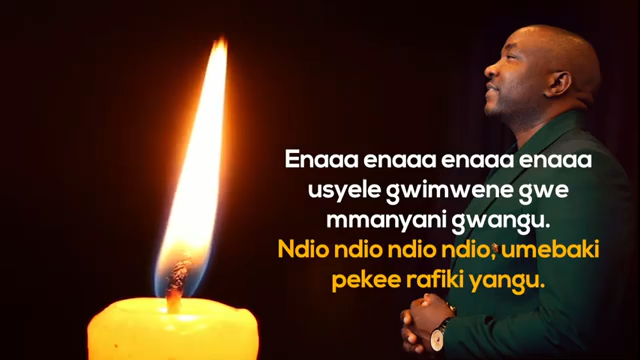 Enaaa enaaa enaaa enaaa
usyele gwimwene gwe
mmanyani gwangu.
Ndio ndio ndio ndio, umebaki
pekee rafiki yangu.